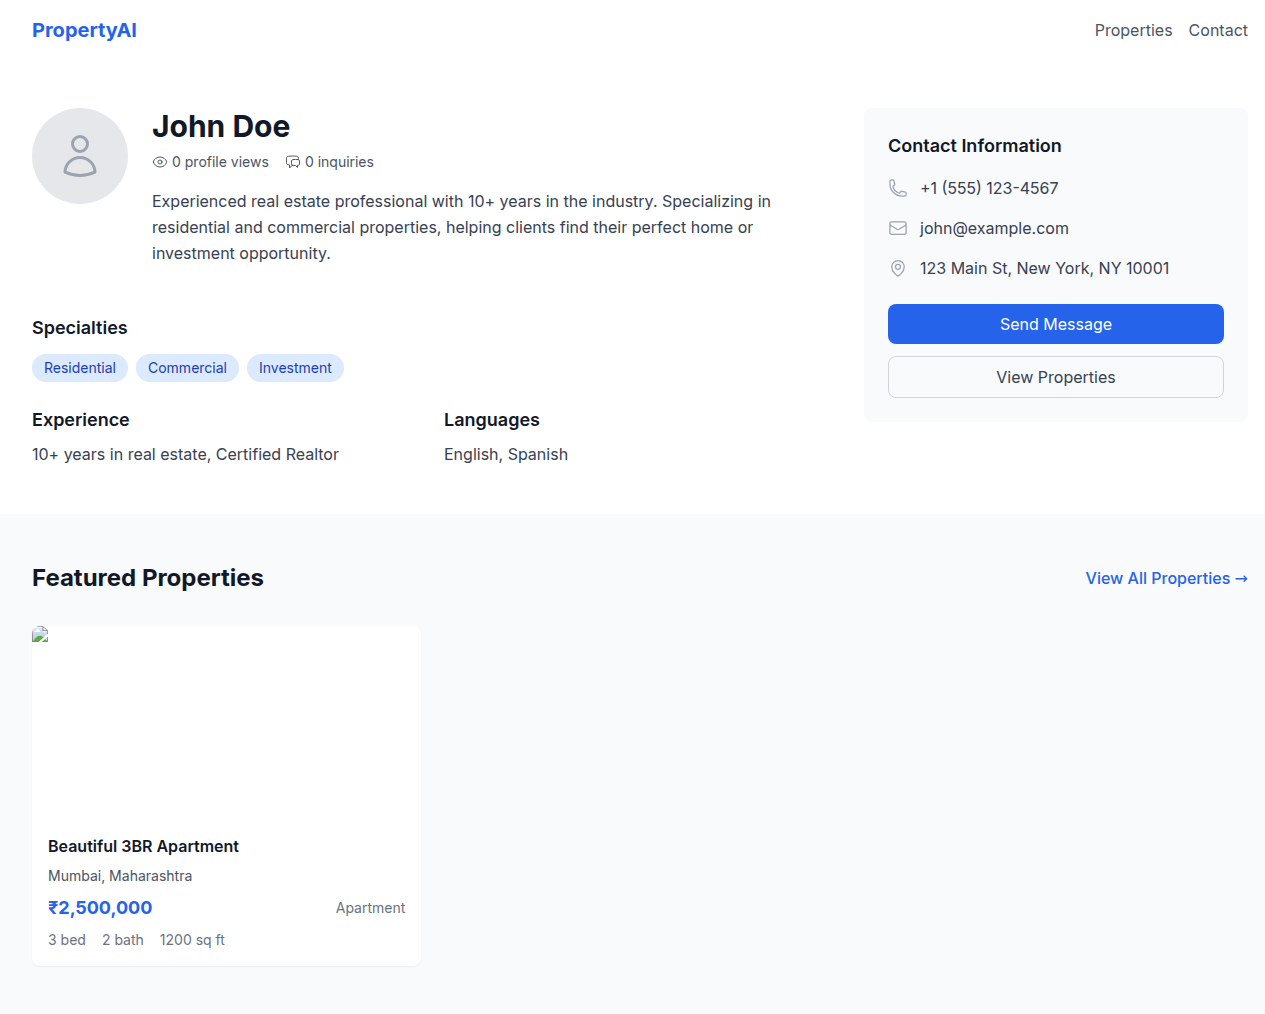 PropertyAI
Properties Contact
John Doe
0 profile views 0 inquiries
Experienced real estate professional with 10+ years in the industry. Specializing in
residential and commercial properties, helping clients find their perfect home or
investment opportunity.
Specialties
Residential Commercial Investment
Experience
10+ years in real estate, Certified Realtor
Languages
English, Spanish
Contact Information
+1 (555) 123-4567
john@example.com
123 Main St, New York, NY 10001
Send Message
View Properties
Featured Properties
View All Properties →
Beautiful 3BR Apartment
Mumbai, Maharashtra
₹2,500,000 Apartment
3 bed 2 bath 1200 sq ft